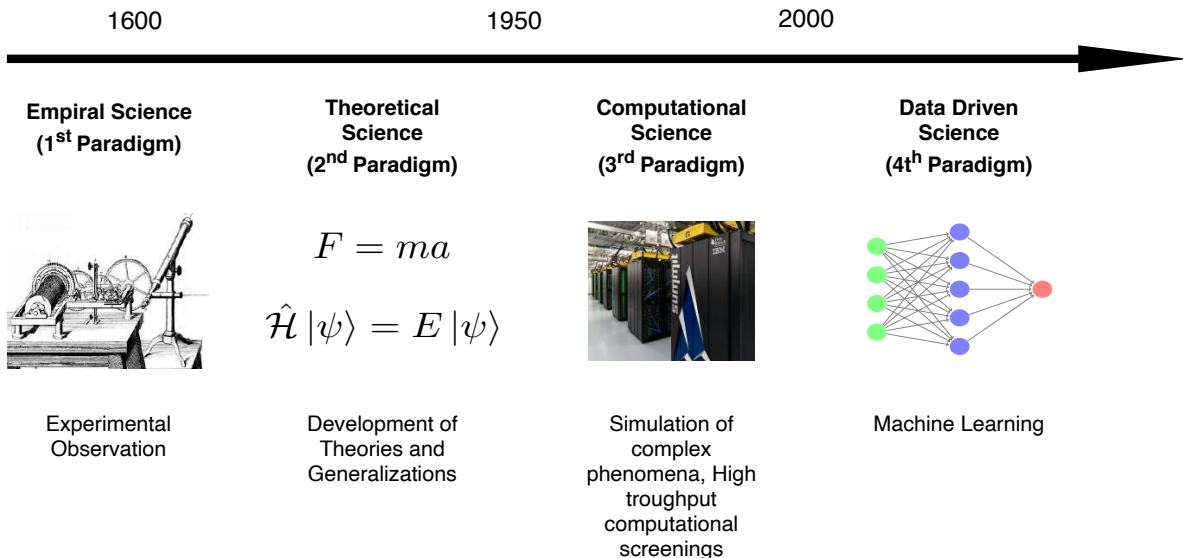 1600
1950
2000
Empiral Science
(1st Paradigm)
Theoretical
Science
(2nd Paradigm)
Computational
Science
(3rd Paradigm)
Data Driven
Science
(4th Paradigm)
F = ma
Ĥ |ψ⟩ = E |ψ⟩
IBM
SUMMIT
Experimental
Observation
Development of
Theories and
Generalizations
Simulation of
complex
phenomena, High
troughput
computational
screenings
Machine Learning